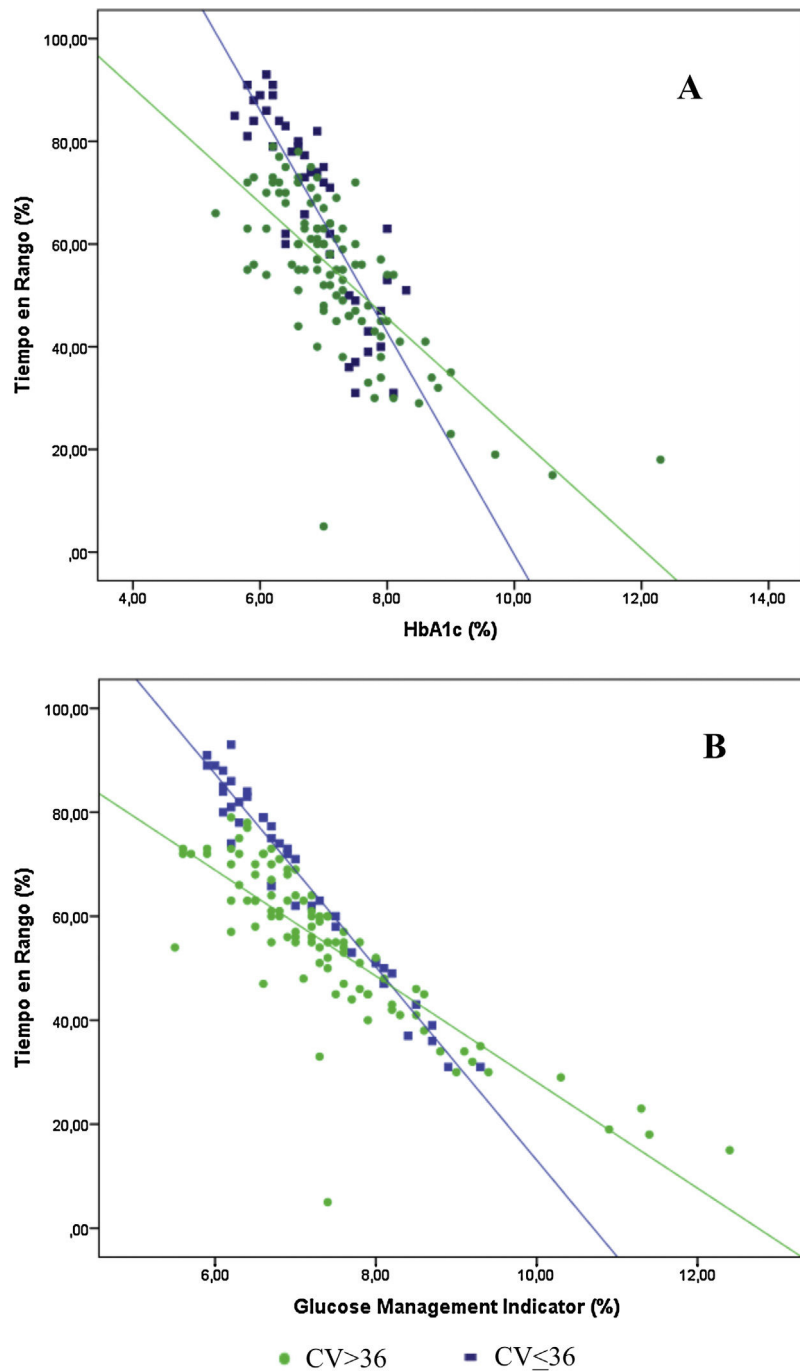 A
Tiempo en Rango (%)
100,00
80,00
60,00
40,00
20,00
,00
4,00 6,00 8,00 10,00 12,00 14,00
HbA1c (%)
B
Tiempo en Rango (%)
100,00
80,00
60,00
40,00
20,00
,00
6,00 8,00 10,00 12,00
Glucose Management Indicator (%)
CV>36 CV≤36